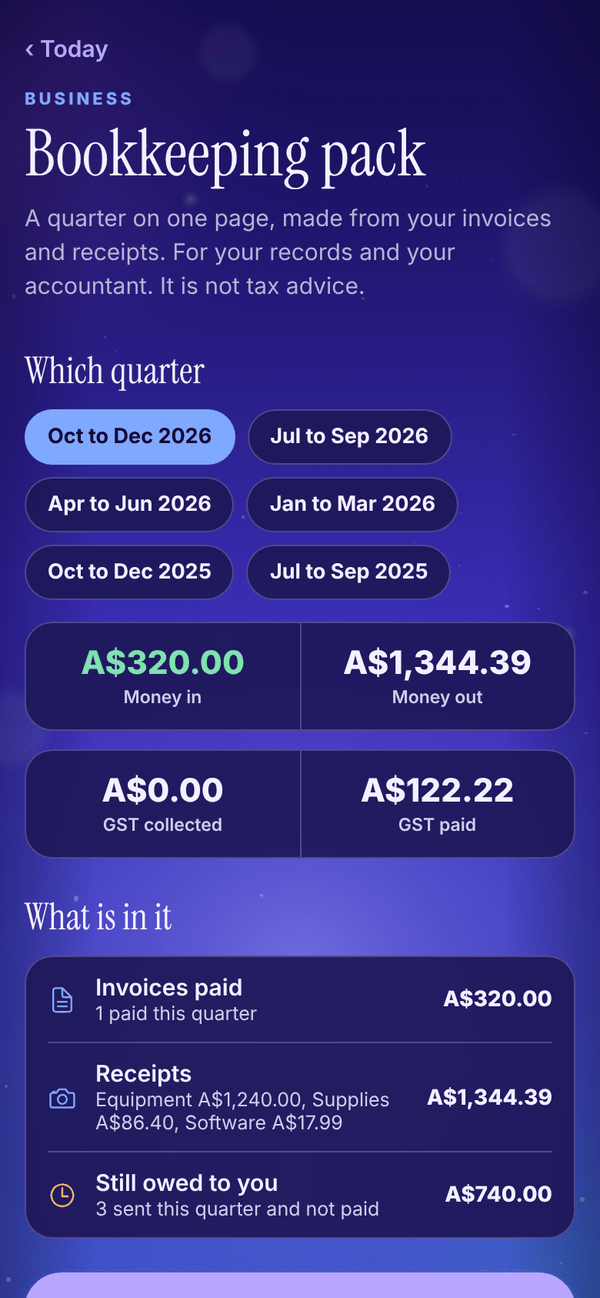 ‹ Today
BUSINESS
Bookkeeping pack
A quarter on one page, made from your invoices
and receipts. For your records and your
accountant. It is not tax advice.
Which quarter
Oct to Dec 2026
Jul to Sep 2026
Apr to Jun 2026
Jan to Mar 2026
Oct to Dec 2025
Jul to Sep 2025
A$320.00
Money in
A$1,344.39
Money out
A$0.00
GST collected
A$122.22
GST paid
What is in it
Invoices paid
1 paid this quarter
A$320.00
Receipts
Equipment A$1,240.00, Supplies
A$86.40, Software A$17.99
A$1,344.39
Still owed to you
3 sent this quarter and not paid
A$740.00